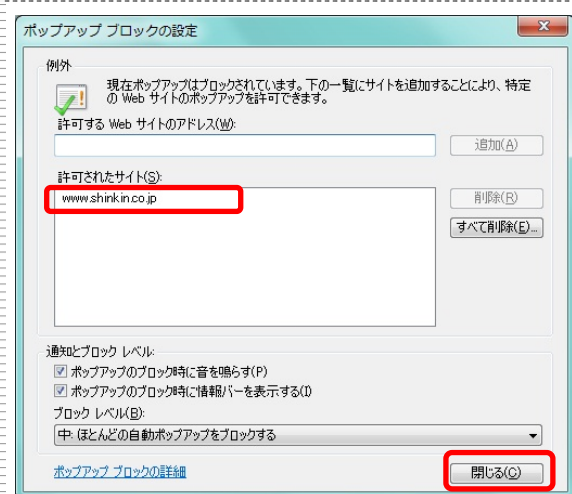 ポップアップ ブロックの設定
例外
現在ポップアップはブロックされています。下の一覧にサイトを追加することにより、特定
の Web サイトのポップアップを許可できます。
許可する Web サイトのアドレス(W):
追加(A)
許可されたサイト(S):
www.shinkin.co.jp
削除(R)
すべて削除(E)...
通知とブロック レベル:
ポップアップのブロック時に音を鳴らす(P)
ポップアップのブロック時に情報バーを表示する(I)
ブロック レベル(B):
中: ほとんどの自動ポップアップをブロックする
ポップアップ ブロックの詳細
閉じる(C)